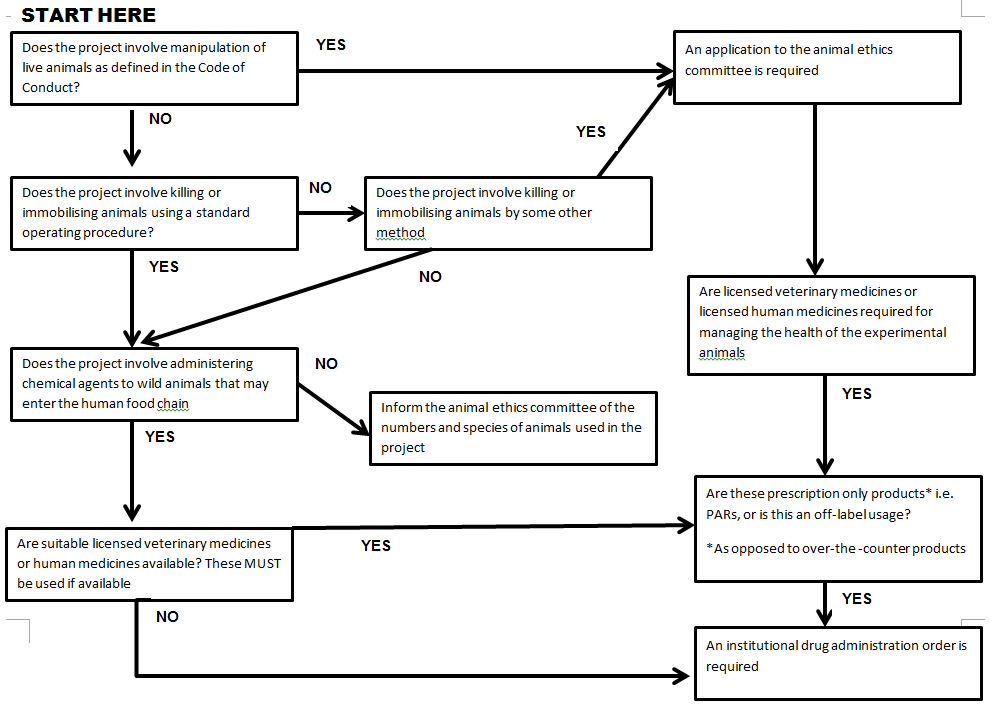 START HERE
Does the project involve manipulation of
live animals as defined in the Code of
Conduct?
YES
An application to the animal ethics
committee is required
NO
YES
Does the project involve killing or
immobilising animals using a standard
operating procedure?
NO
Does the project involve killing or
immobilising animals by some other
method
YES
NO
Are licensed veterinary medicines or
licensed human medicines required for
managing the health of the experimental
animals
Does the project involve administering
chemical agents to wild animals that may
enter the human food chain
NO
YES
Inform the animal ethics committee of the
numbers and species of animals used in the
project
YES
Are these prescription only products* i.e.
PARs, or is this an off-label usage?
*As opposed to over-the -counter products
Are suitable licensed veterinary medicines
or human medicines available? These MUST
be used if available
YES
YES
NO
An institutional drug administration order is
required